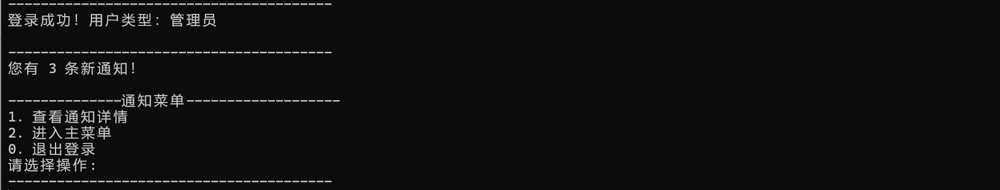 ----------------------------------------
登录成功！用户类型: 管理员
----------------------------------------
您有 3 条新通知！
--------------通知菜单-------------------
1. 查看通知详情
2. 进入主菜单
0. 退出登录
请选择操作:
----------------------------------------